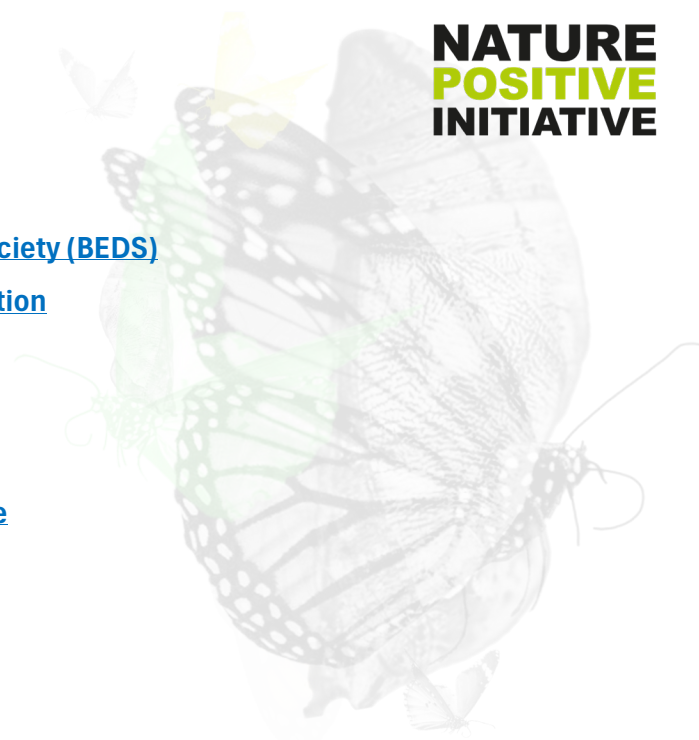 NATURE
POSITIVE
INITIATIVE
ciety (BEDS)
tion
e